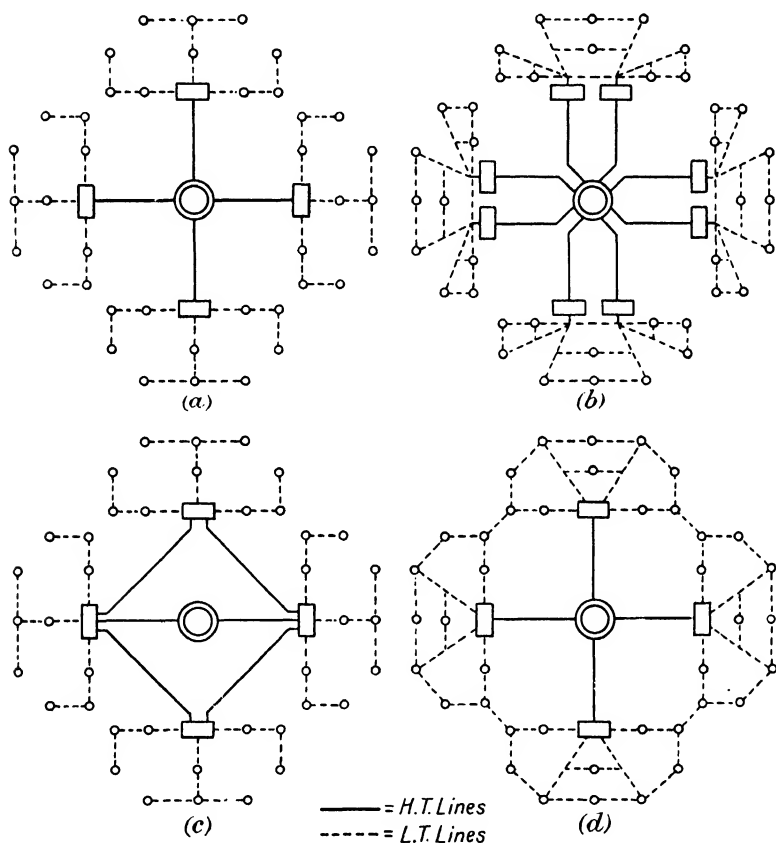 (a)
(b)
(c)
(d)
= H.T. Lines
= L.T. Lines